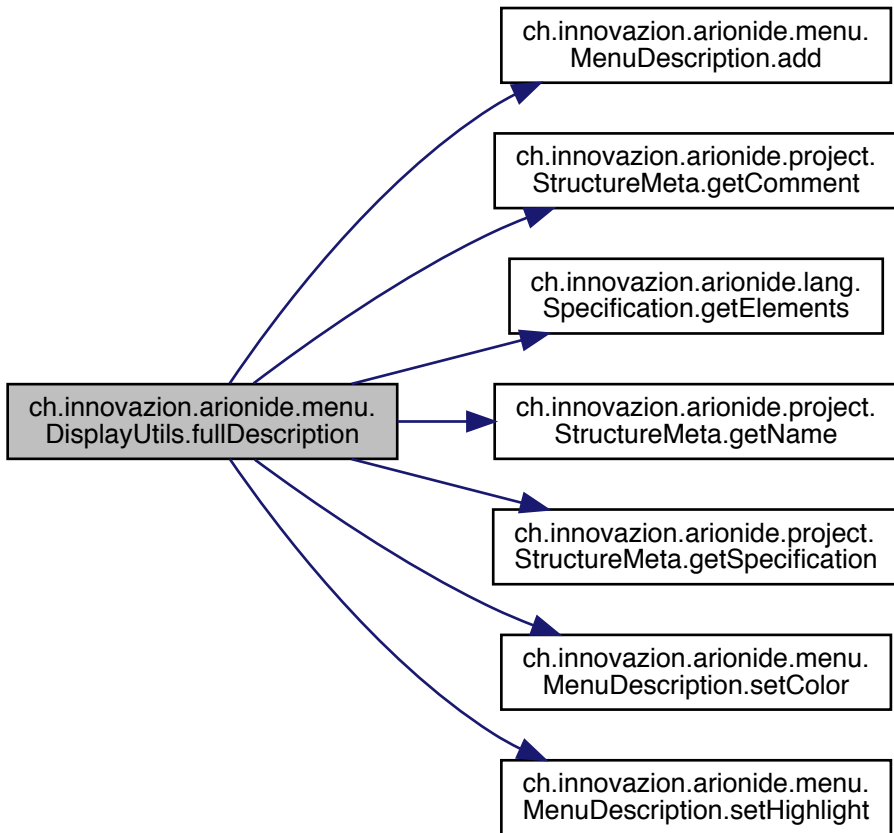 ch.innovazion.arionide.menu.
MenuDescription.add
ch.innovazion.arionide.project.
StructureMeta.getComment
ch.innovazion.arionide.lang.
Specification.getElements
ch.innovazion.arionide.menu.
DisplayUtils.fullDescription
ch.innovazion.arionide.project.
StructureMeta.getName
ch.innovazion.arionide.project.
StructureMeta.getSpecification
ch.innovazion.arionide.menu.
MenuDescription.setColor
ch.innovazion.arionide.menu.
MenuDescription.setHighlight